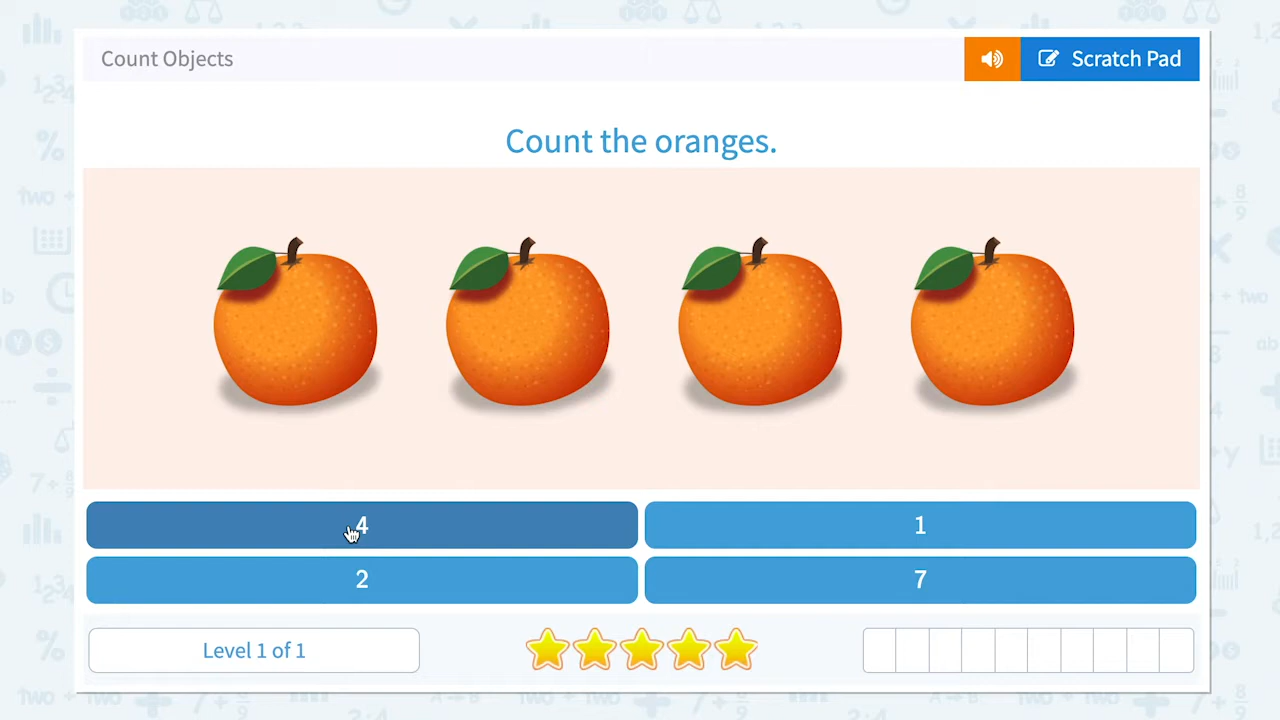 Count Objects
Scratch Pad
Count the oranges.
4
1
2
7
Level 1 of 1